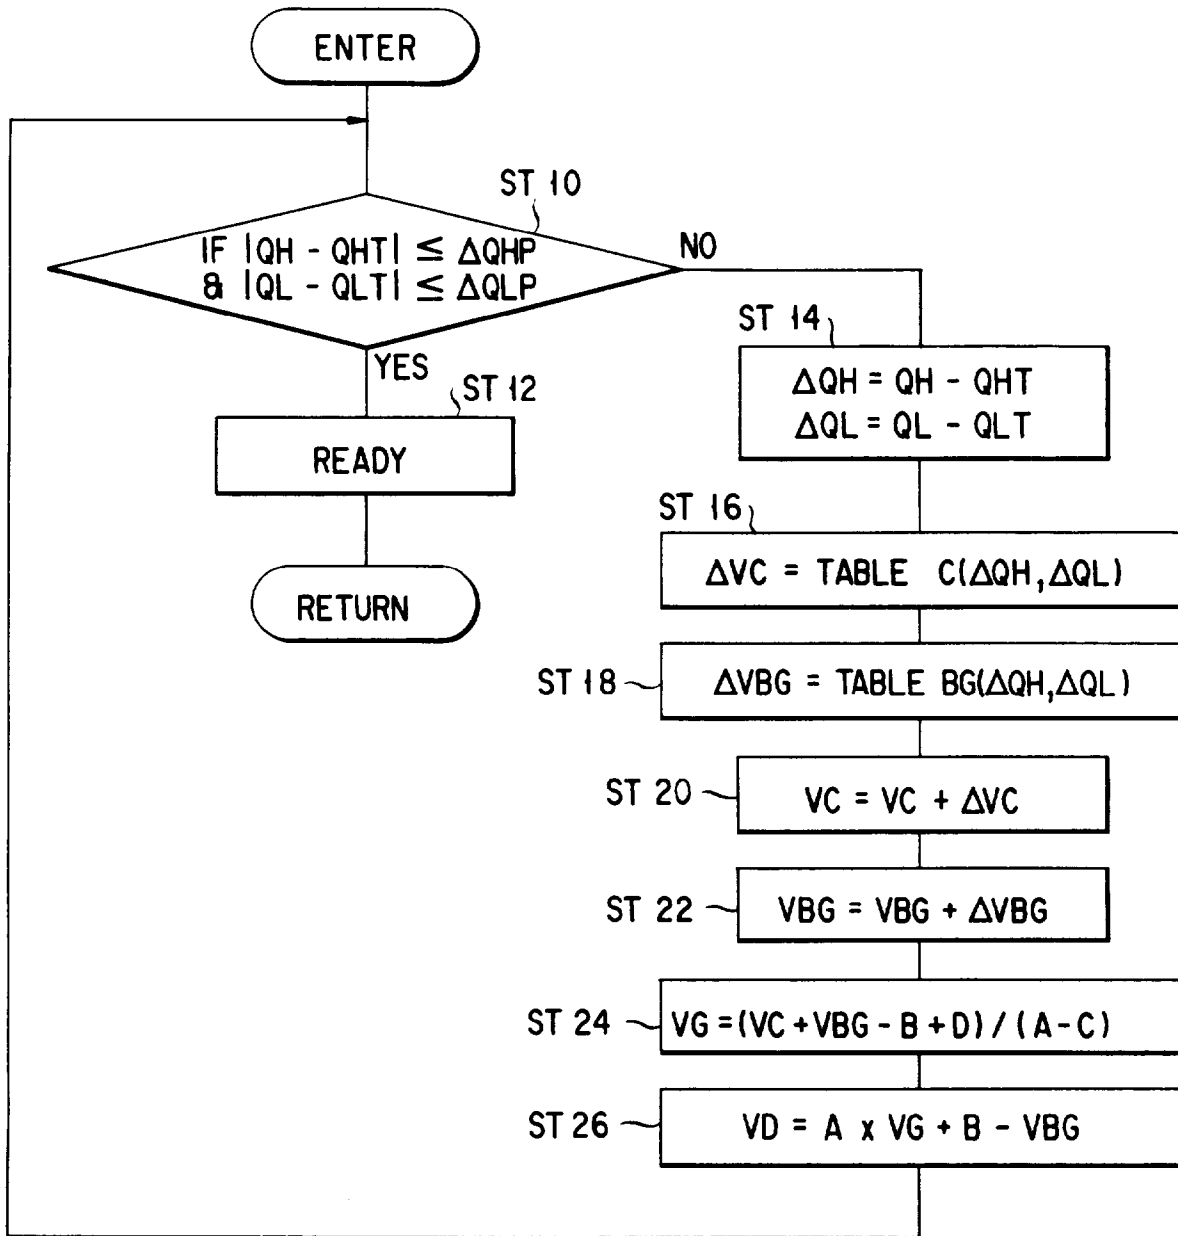 ENTER
ST 10
IF |QH - QHT| ≤ ΔQHP
& |QL - QLT| ≤ ΔQLP
NO
YES
ST 12
READY
RETURN
ST 14
ΔQH = QH - QHT
ΔQL = QL - QLT
ST 16
ΔVC = TABLE C(ΔQH,ΔQL)
ST 18
ΔVBG = TABLE BG(ΔQH,ΔQL)
ST 20
VC = VC + ΔVC
ST 22
VBG = VBG + ΔVBG
ST 24
VG = (VC + VBG - B + D) / (A - C)
ST 26
VD = A x VG + B - VBG